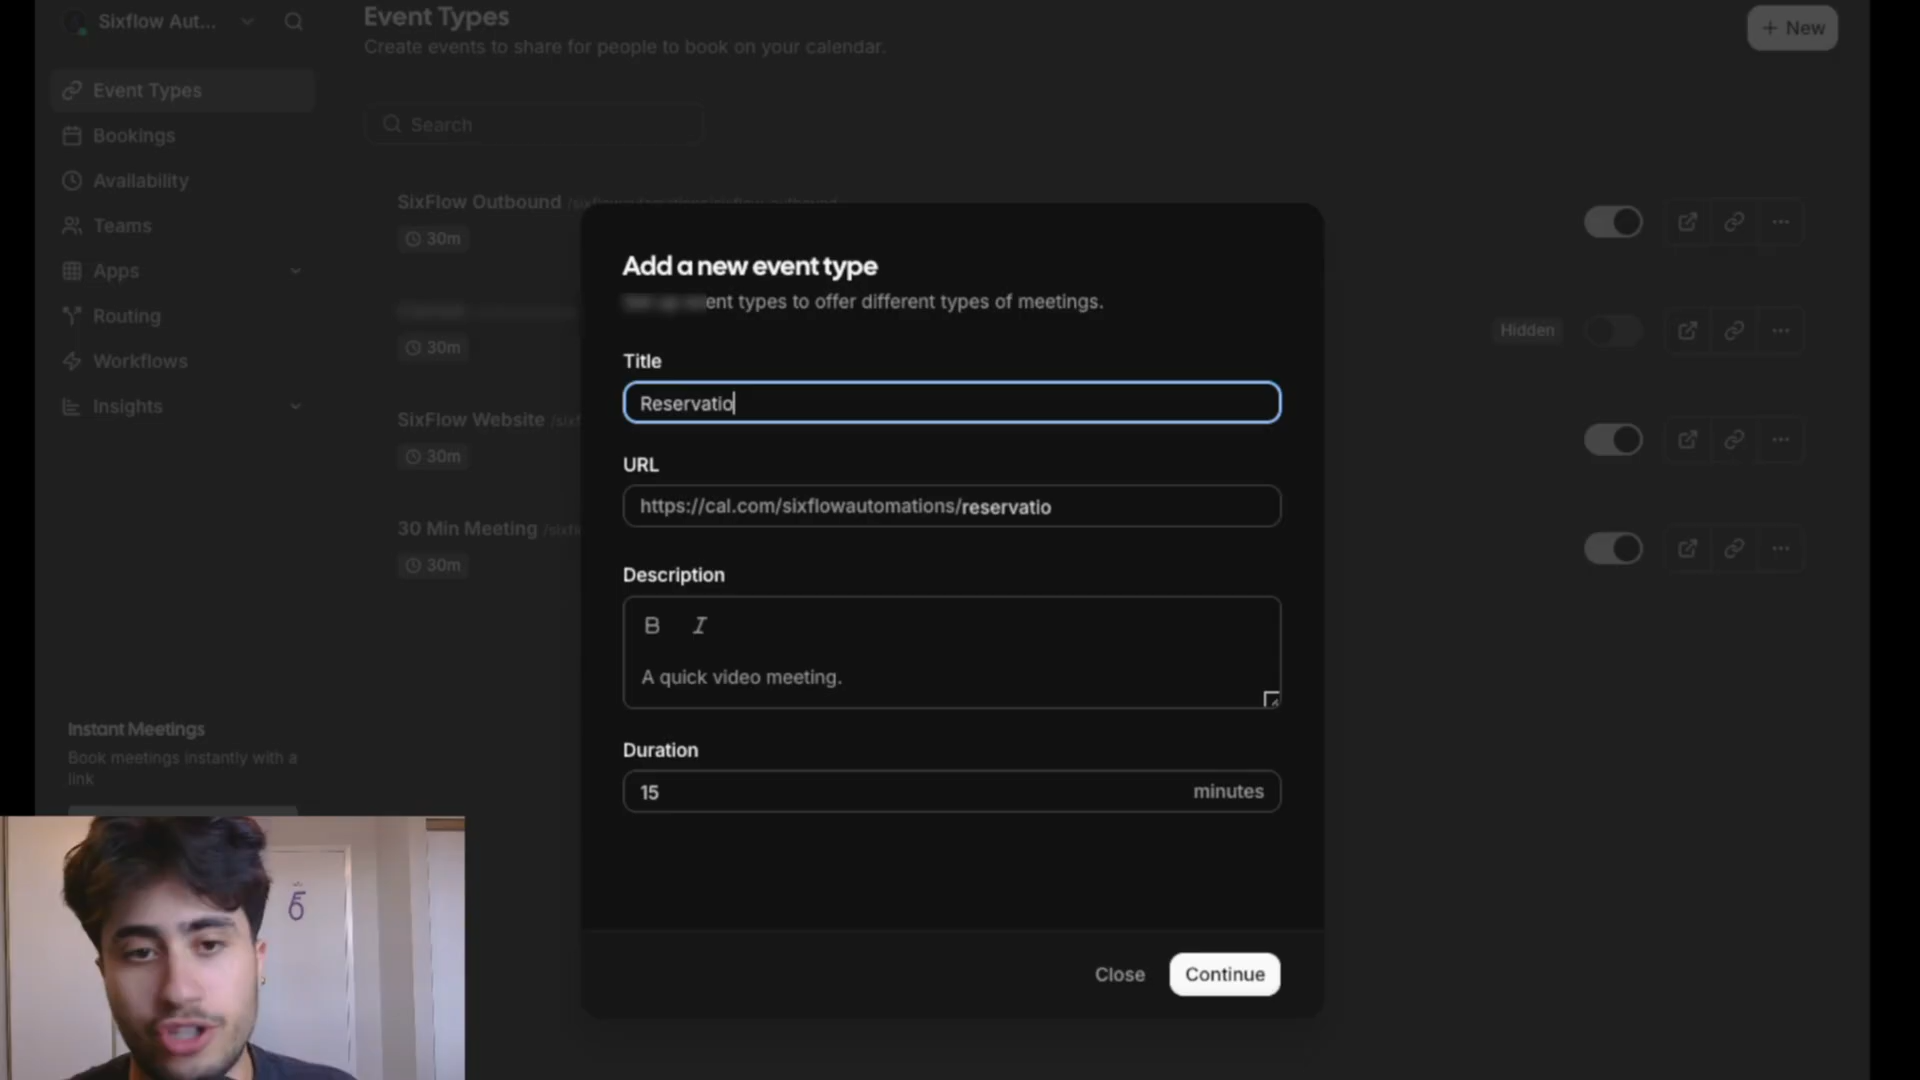 Sixflow Aut...
Event Types
Create events to share for people to book on your calendar.
+ New
Event Types
Bookings
Availability
Teams
Apps
Routing
Workflows
Insights
Search
SixFlow Outbound
30m
30m
Hidden
SixFlow Website
30m
30 Min Meeting
30m
Add a new event type
ent types to offer different types of meetings.
Title
Reservatio
URL
https://cal.com/sixflowautomations/reservatio
Description
B I
A quick video meeting.
Duration
15 minutes
Close Continue
Instant Meetings
Book meetings instantly with a
link